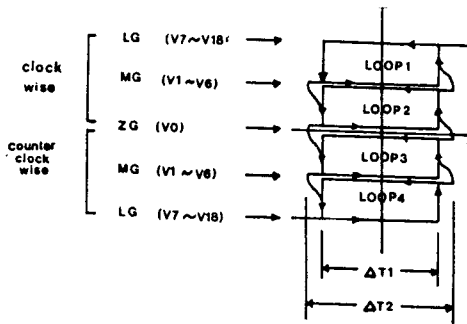 LG (V7~V18)
LOOP1
clock
wise
MG (V1~V6)
LOOP2
ZG (V0)
counter
clock
wise
LOOP3
MG (V1~V6)
LOOP4
LG (V7~V18)
ΔT1
ΔT2